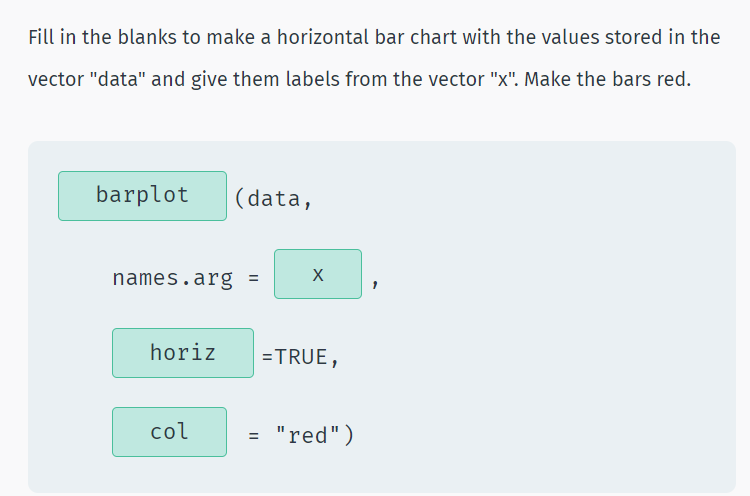 Fill in the blanks to make a horizontal bar chart with the values stored in the
vector "data" and give them labels from the vector "x". Make the bars red.
barplot (data,
names.arg = x ,
horiz =TRUE,
col = "red")